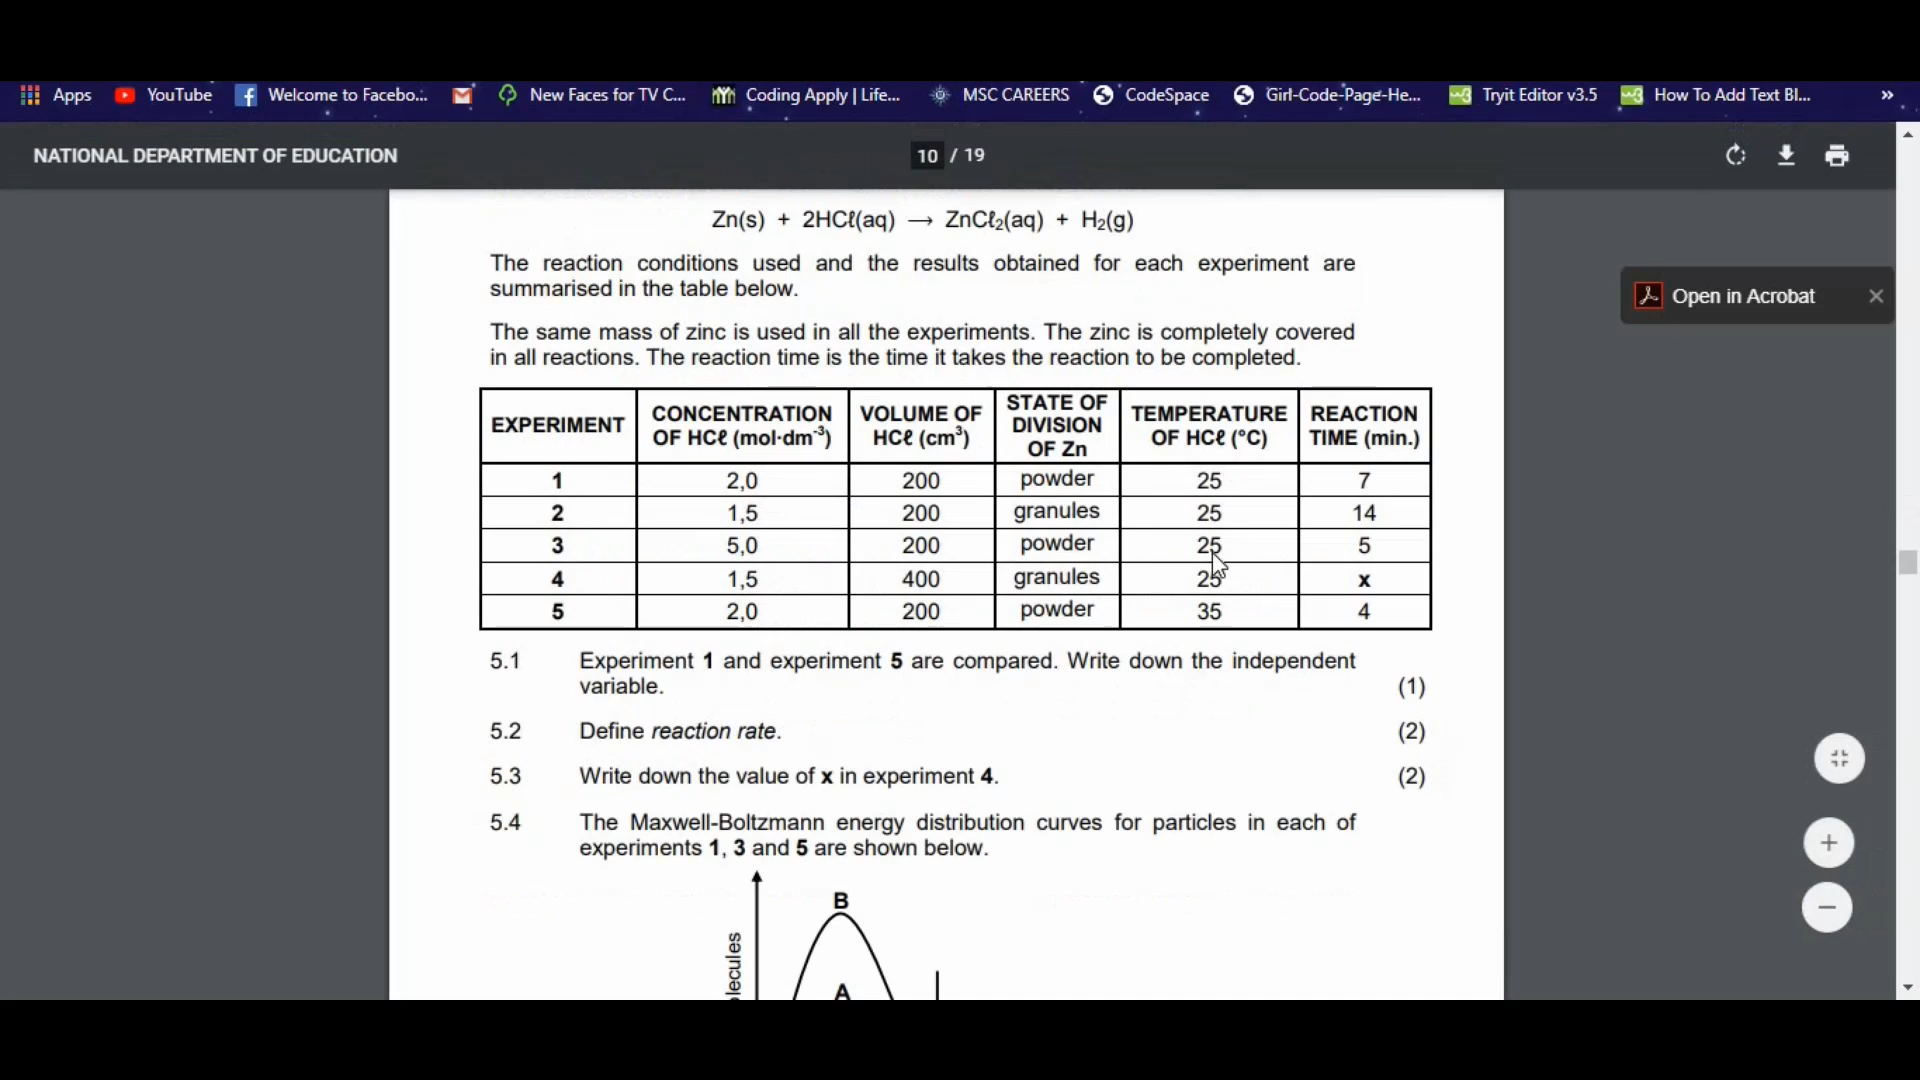 Apps YouTube Welcome to Facebo... New Faces for TV C... Coding Apply | Life... MSC CAREERS CodeSpace Girl-Code-Page-He... Tryit Editor v3.5 How To Add Text Bl... »
NATIONAL DEPARTMENT OF EDUCATION 10 / 19
Open in Acrobat
Zn(s) + 2HCℓ(aq) → ZnCℓ₂(aq) + H₂(g)
The reaction conditions used and the results obtained for each experiment are
summarised in the table below.
The same mass of zinc is used in all the experiments. The zinc is completely covered
in all reactions. The reaction time is the time it takes the reaction to be completed.
EXPERIMENT CONCENTRATION OF HCℓ (mol·dm⁻³) VOLUME OF HCℓ (cm³) STATE OF DIVISION OF Zn TEMPERATURE OF HCℓ (°C) REACTION TIME (min.)
1 2,0 200 powder 25 7
2 1,5 200 granules 25 14
3 5,0 200 powder 25 5
4 1,5 400 granules 25 x
5 2,0 200 powder 35 4
5.1 Experiment 1 and experiment 5 are compared. Write down the independent
variable. (1)
5.2 Define reaction rate. (2)
5.3 Write down the value of x in experiment 4. (2)
5.4 The Maxwell-Boltzmann energy distribution curves for particles in each of
experiments 1, 3 and 5 are shown below.
B
A